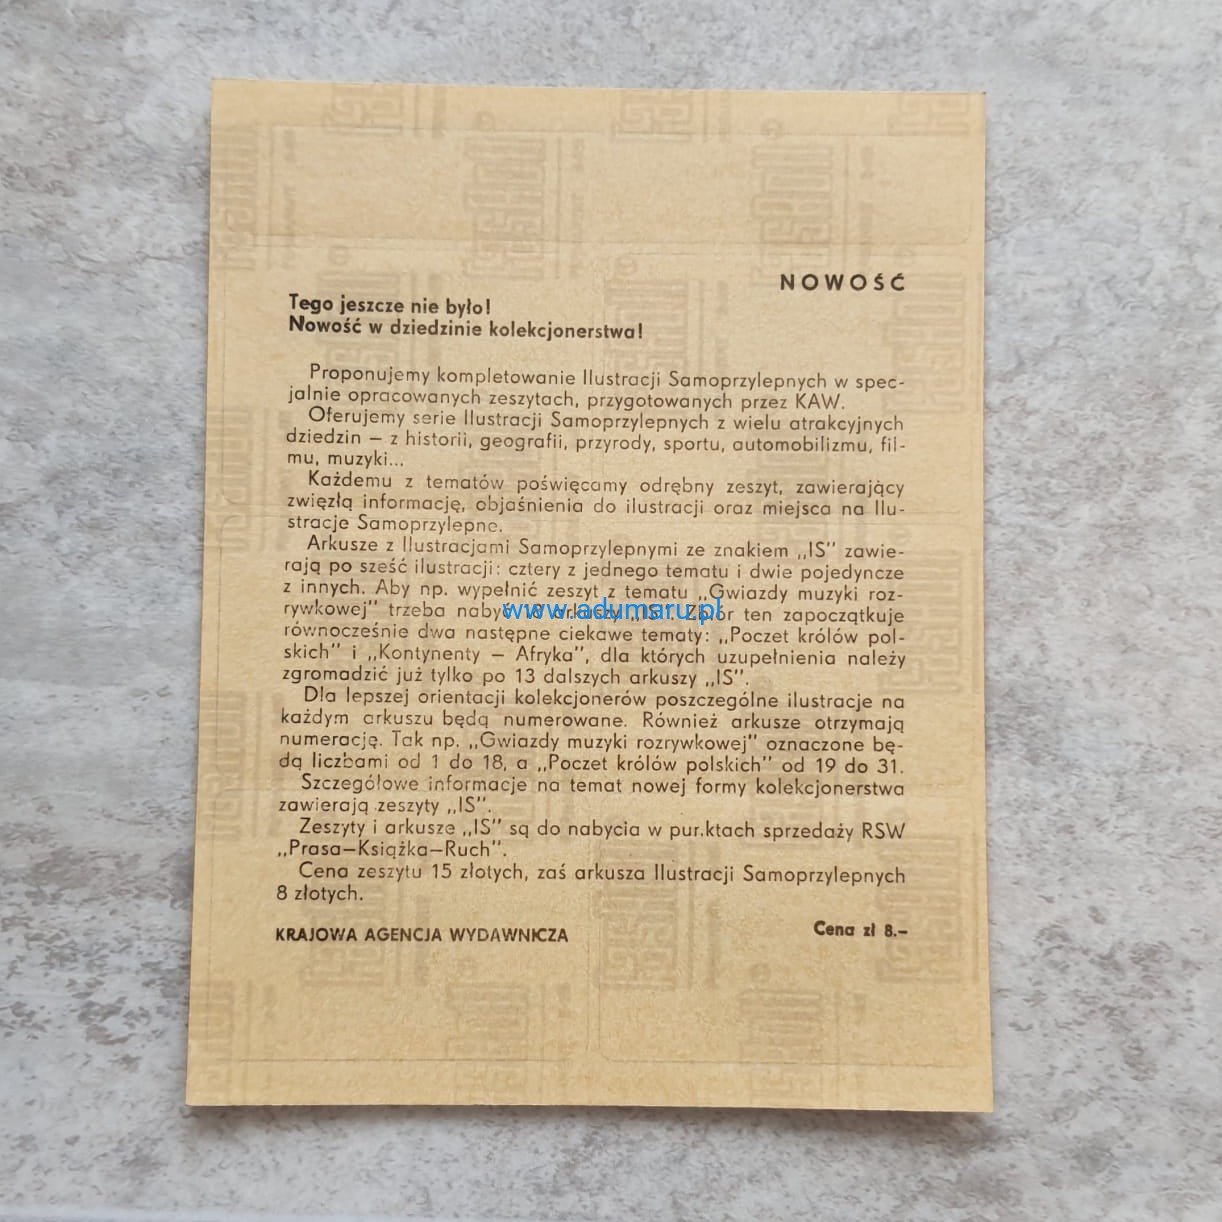 NOWOŚĆ
Tego jeszcze nie było!
Nowość w dziedzinie kolekcjonerstwa!
Proponujemy kompletowanie Ilustracji Samoprzylepnych w spec-
jalnie opracowanych zeszytach, przygotowanych przez KAW.
Oferujemy serie Ilustracji Samoprzylepnych z wielu atrakcyjnych
dziedzin – z historii, geografii, przyrody, sportu, automobilizmu, fil-
mu, muzyki...
Każdemu z tematów poświęcamy odrębny zeszyt, zawierający
zwięzłą informację, objaśnienia do ilustracji oraz miejsca na Ilu-
stracje Samoprzylepne.
Arkusze z Ilustracjami Samoprzylepnymi ze znakiem „IS" zawie-
rają po sześć ilustracji: cztery z jednego tematu i dwie pojedyncze
z innych. Aby np. wypełnić zeszyt z tematu „Gwiazdy muzyki roz-
rywkowej" trzeba nabyć arkuszy „IS". Zbiór ten zapoczątkuje
www.adumaru.pl
równocześnie dwa następne ciekawe tematy: „Poczet królów pol-
skich" i „Kontynenty – Afryka", dla których uzupełnienia należy
zgromadzić już tylko po 13 dalszych arkuszy „IS".
Dla lepszej orientacji kolekcjonerów poszczególne ilustracje na
każdym arkuszu będą numerowane. Również arkusze otrzymają
numerację. Tak np. „Gwiazdy muzyki rozrywkowej" oznaczone bę-
dą liczbami od 1 do 18, a „Poczet królów polskich" od 19 do 31.
Szczegółowe informacje na temat nowej formy kolekcjonerstwa
zawierają zeszyty „IS".
Zeszyty i arkusze „IS" są do nabycia w pur.ktach sprzedaży RSW
„Prasa–Książka–Ruch".
Cena zeszytu 15 złotych, zaś arkusza Ilustracji Samoprzylepnych
8 złotych.
KRAJOWA AGENCJA WYDAWNICZA
Cena zł 8.–